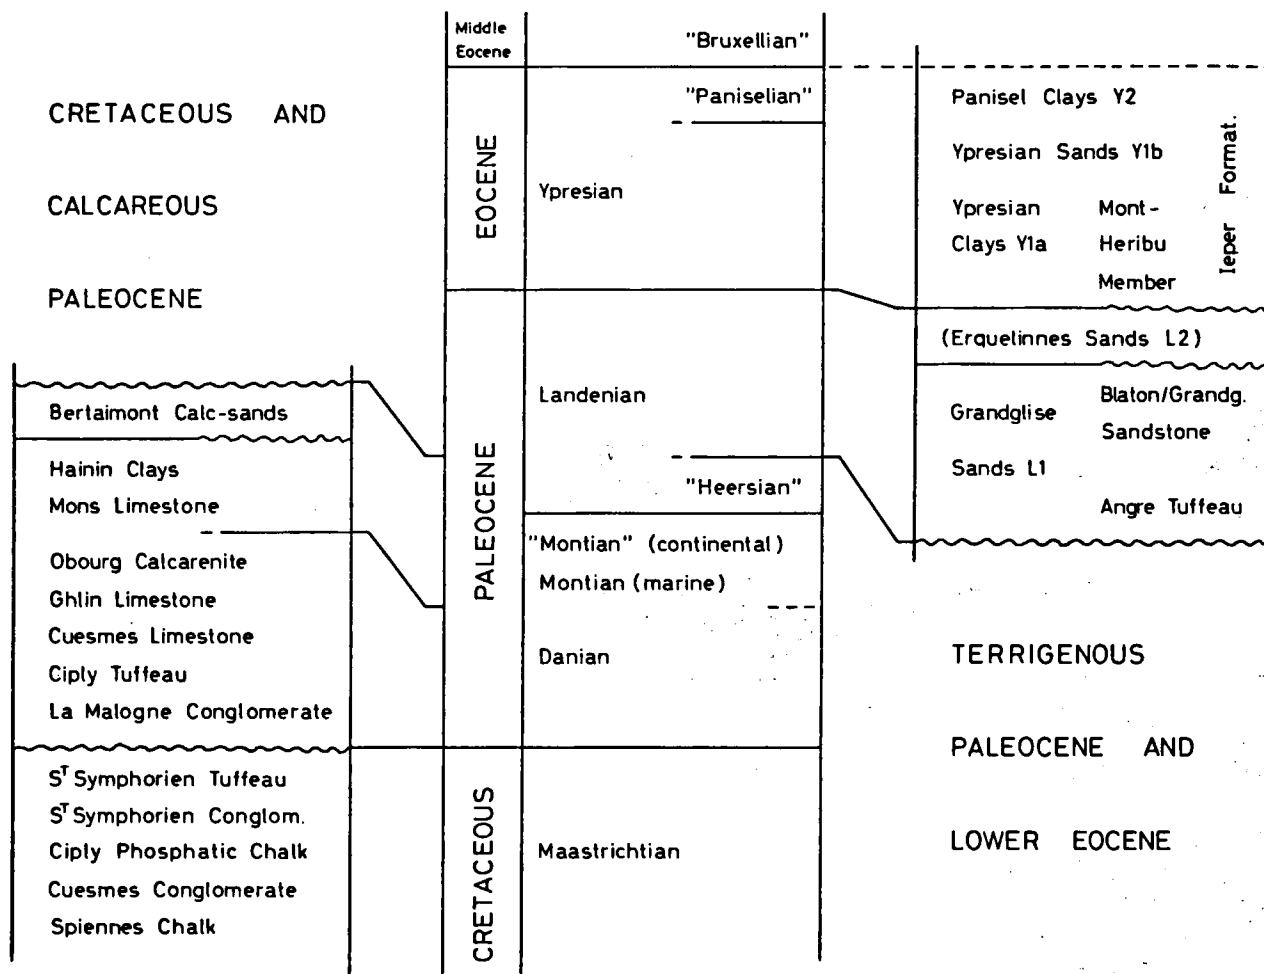 CRETACEOUS AND
CALCAREOUS
PALEOCENE
Bertaimont Calc-sands
Hainin Clays
Mons Limestone
Obourg Calcarenite
Ghlin Limestone
Cuesmes Limestone
Ciply Tuffeau
La Malogne Conglomerate
Sᵀ Symphorien Tuffeau
Sᵀ Symphorien Conglom.
Ciply Phosphatic Chalk
Cuesmes Conglomerate
Spiennes Chalk
Middle
Eocene
EOCENE
PALEOCENE
CRETACEOUS
"Bruxellian"
"Paniselian"
Ypresian
Landenian
"Heersian"
"Montian" (continental)
Montian (marine)
Danian
Maastrichtian
Panisel Clays Y2
Ypresian Sands Y1b
Ypresian Mont-
Clays Y1a Heribu
Member
Ieper Format.
(Erquelinnes Sands L2)
Blaton/Grandg.
Grandglise
Sandstone
Sands L1
Angre Tuffeau
TERRIGENOUS
PALEOCENE AND
LOWER EOCENE